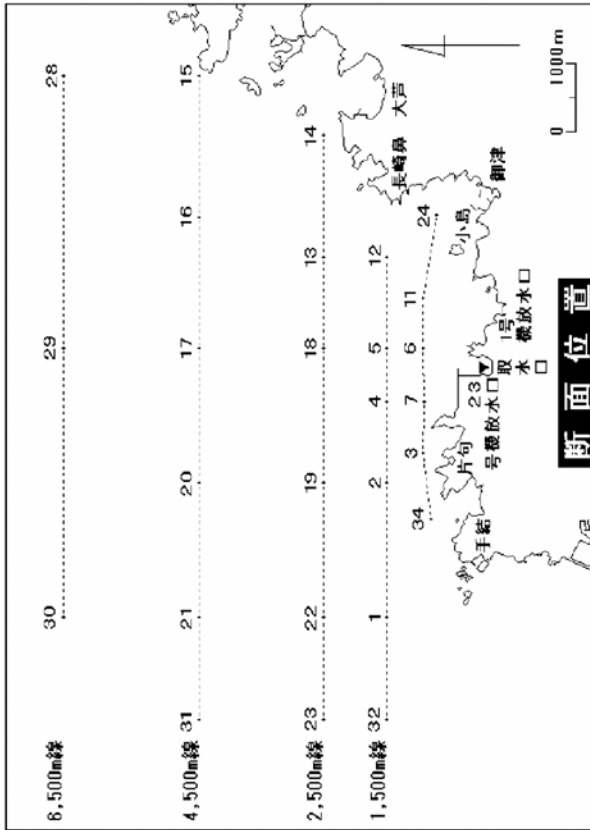 6,500m線 30 29 28
4,500m線 31 21 20 17 16 15
2,500m線 23 22 19 18 13 14
1,500m線 32 1 2 4 5 12
34 3 7 6 11 24
長崎鼻
大芦
手結
片句
23
号機放水口
取水口
1号
機放水口
小島
御津
0 1000m
断面位置